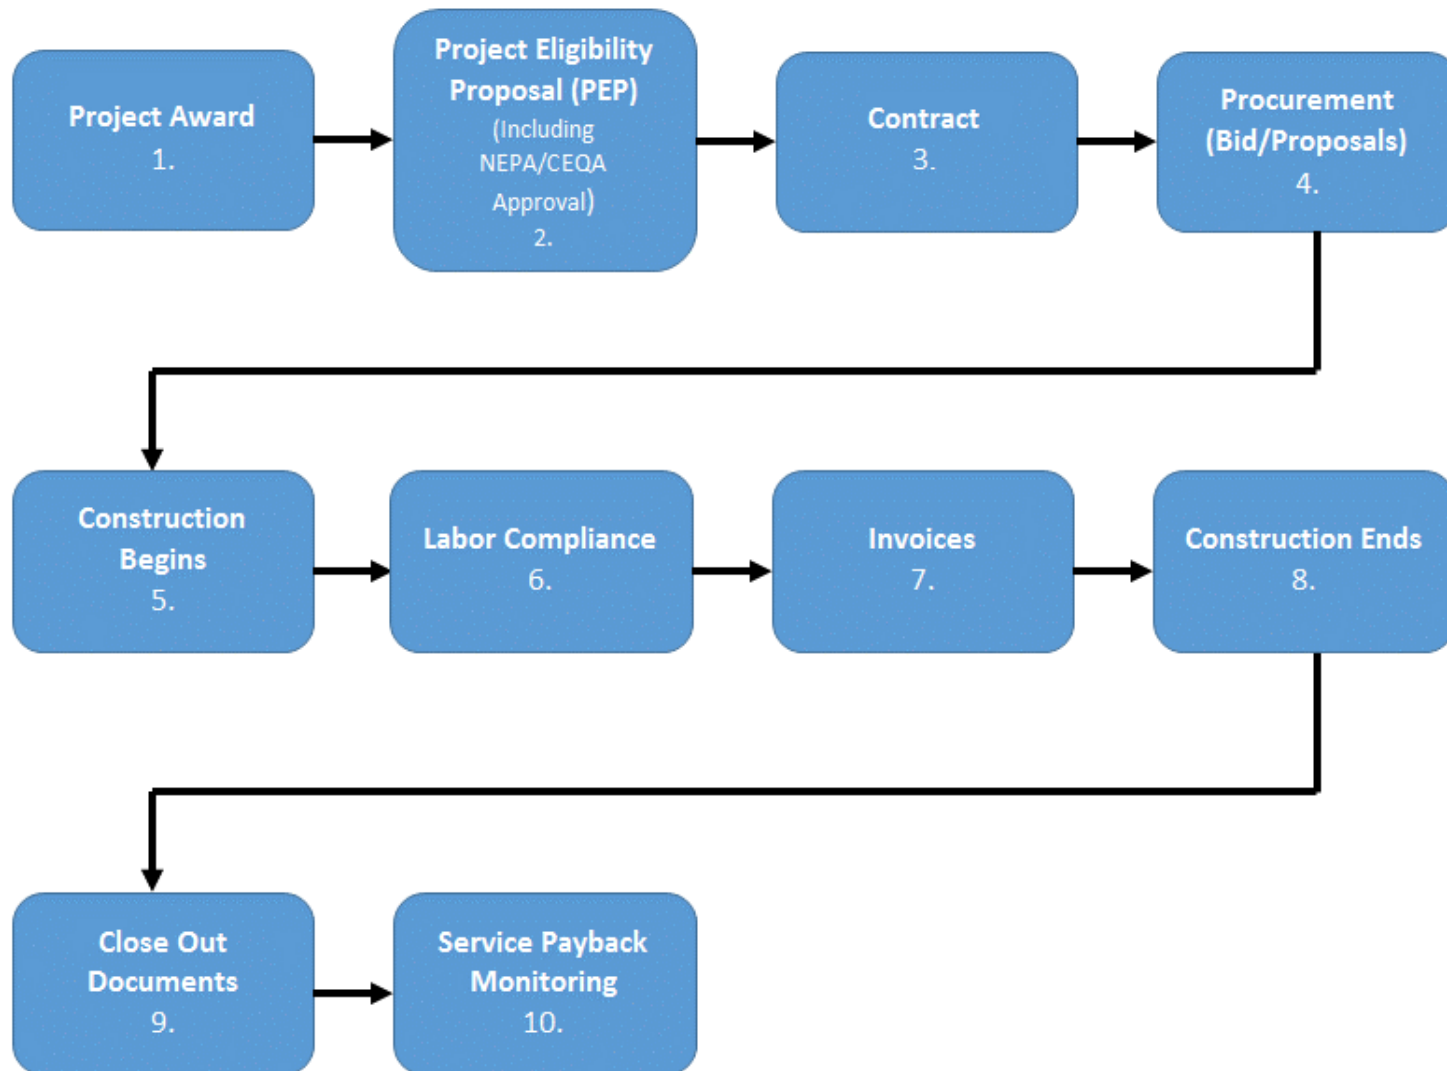 Project Award
1.
Project Eligibility
Proposal (PEP)
(Including
NEPA/CEQA
Approval)
2.
Contract
3.
Procurement
(Bid/Proposals)
4.
Construction
Begins
5.
Labor Compliance
6.
Invoices
7.
Construction Ends
8.
Close Out
Documents
9.
Service Payback
Monitoring
10.